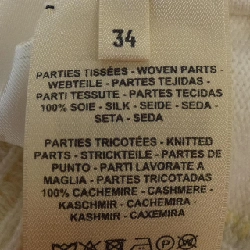 34
PARTIES TISSÉES - WOVEN PARTS -
WEBTEILE - PARTES TEJIDAS -
PARTI TESSUTE - PARTES TECIDAS
100% SOIE - SILK - SEIDE - SEDA -
SETA - SEDA
PARTIES TRICOTÉES - KNITTED
PARTS - STRICKTEILE - PARTES DE
PUNTO - PARTI LAVORATE A
MAGLIA - PARTES TRICOTADAS
100% CACHEMIRE - CASHMERE -
KASCHMIR - CACHEMIRA -
KASHMIR - CAXEMIRA